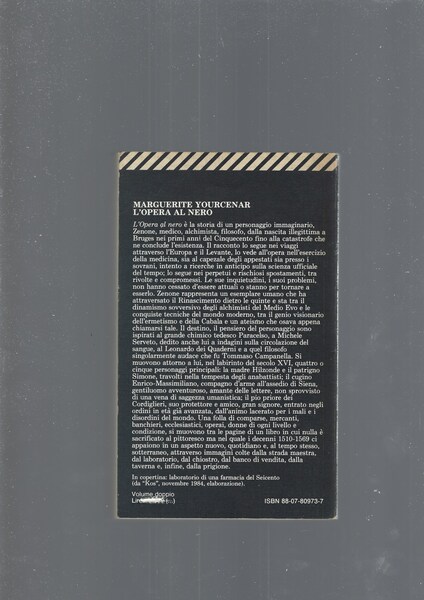 MARGUERITE YOURCENAR
L'OPERA AL NERO
L'Opera al nero è la storia di un personaggio immaginario,
Zenone, medico, alchimista, filosofo, dalla nascita illegittima a
Bruges nei primi anni del Cinquecento fino alla catastrofe che
ne conclude l'esistenza. Il racconto lo segue nei viaggi
attraverso l'Europa e il Levante, lo vede all'opera nell'esercizio
della medicina, sia al capezale degli appestati sia presso i
sovrani, intento a ricerche in anticipo sulla scienza ufficiale
del tempo; lo segue nei perpetui e rischiosi spostamenti, tra
rivolte e compromessi. Le sue inquietudini, i suoi problemi,
non hanno cessato d'essere attuali o stanno per tornare a
esserlo. Zenone rappresenta un esemplare umano che ha
attraversato il Rinascimento dietro le quinte e sta tra il
dinamismo sovversivo degli alchimisti del Medio Evo e le
conquiste tecniche del mondo moderno, tra il genio visionario
dell'ermetismo e della Cabala e un ateismo che osava appena
chiamarsi tale. Il destino, il pensiero del personaggio sono
ispirati al grande chimico tedesco Paracelso, a Michele
Serveto, dedito anche lui a indagini sulla circolazione del
sangue, al Leonardo dei Quaderni e a quel filosofo
singolarmente audace che fu Tommaso Campanella. Si
muovono attorno a lui, nel labirinto del secolo XVI, quattro o
cinque personaggi principali: la madre Hilzonde e il patrigno
Simone, travolti nella tempesta degli anabattisti; il cugino
Enrico-Massimiliano, compagno d'arme all'assedio di Siena,
gentiluomo avventuroso, amante delle lettere, non sprovvisto
di una vena di saggezza umanistica; il pio priore dei
Cordiglieri, suo protettore e amico, gran signore, entrato negli
ordini in età già avanzata, dall'animo lacerato per i mali e i
disordini del mondo. Una folla di comparse, mercanti,
banchieri, ecclesiastici, operai, donne di ogni livello e
condizione, si muovono tra le pagine di un libro in cui nulla è
sacrificato al pittoresco ma nel quale i decenni 1510-1569 ci
appaiono in un aspetto nuovo, quotidiano e, al tempo stesso,
sotterraneo, attraverso immagini colte dalla strada maestra,
dal laboratorio, dal chiostro, dal banco di vendita, dalla
taverna e, infine, dalla prigione.
In copertina: laboratorio di una farmacia del Seicento
(da "Kos", novembre 1984, elaborazione).
Volume doppio
ISBN 88-07-80973-7